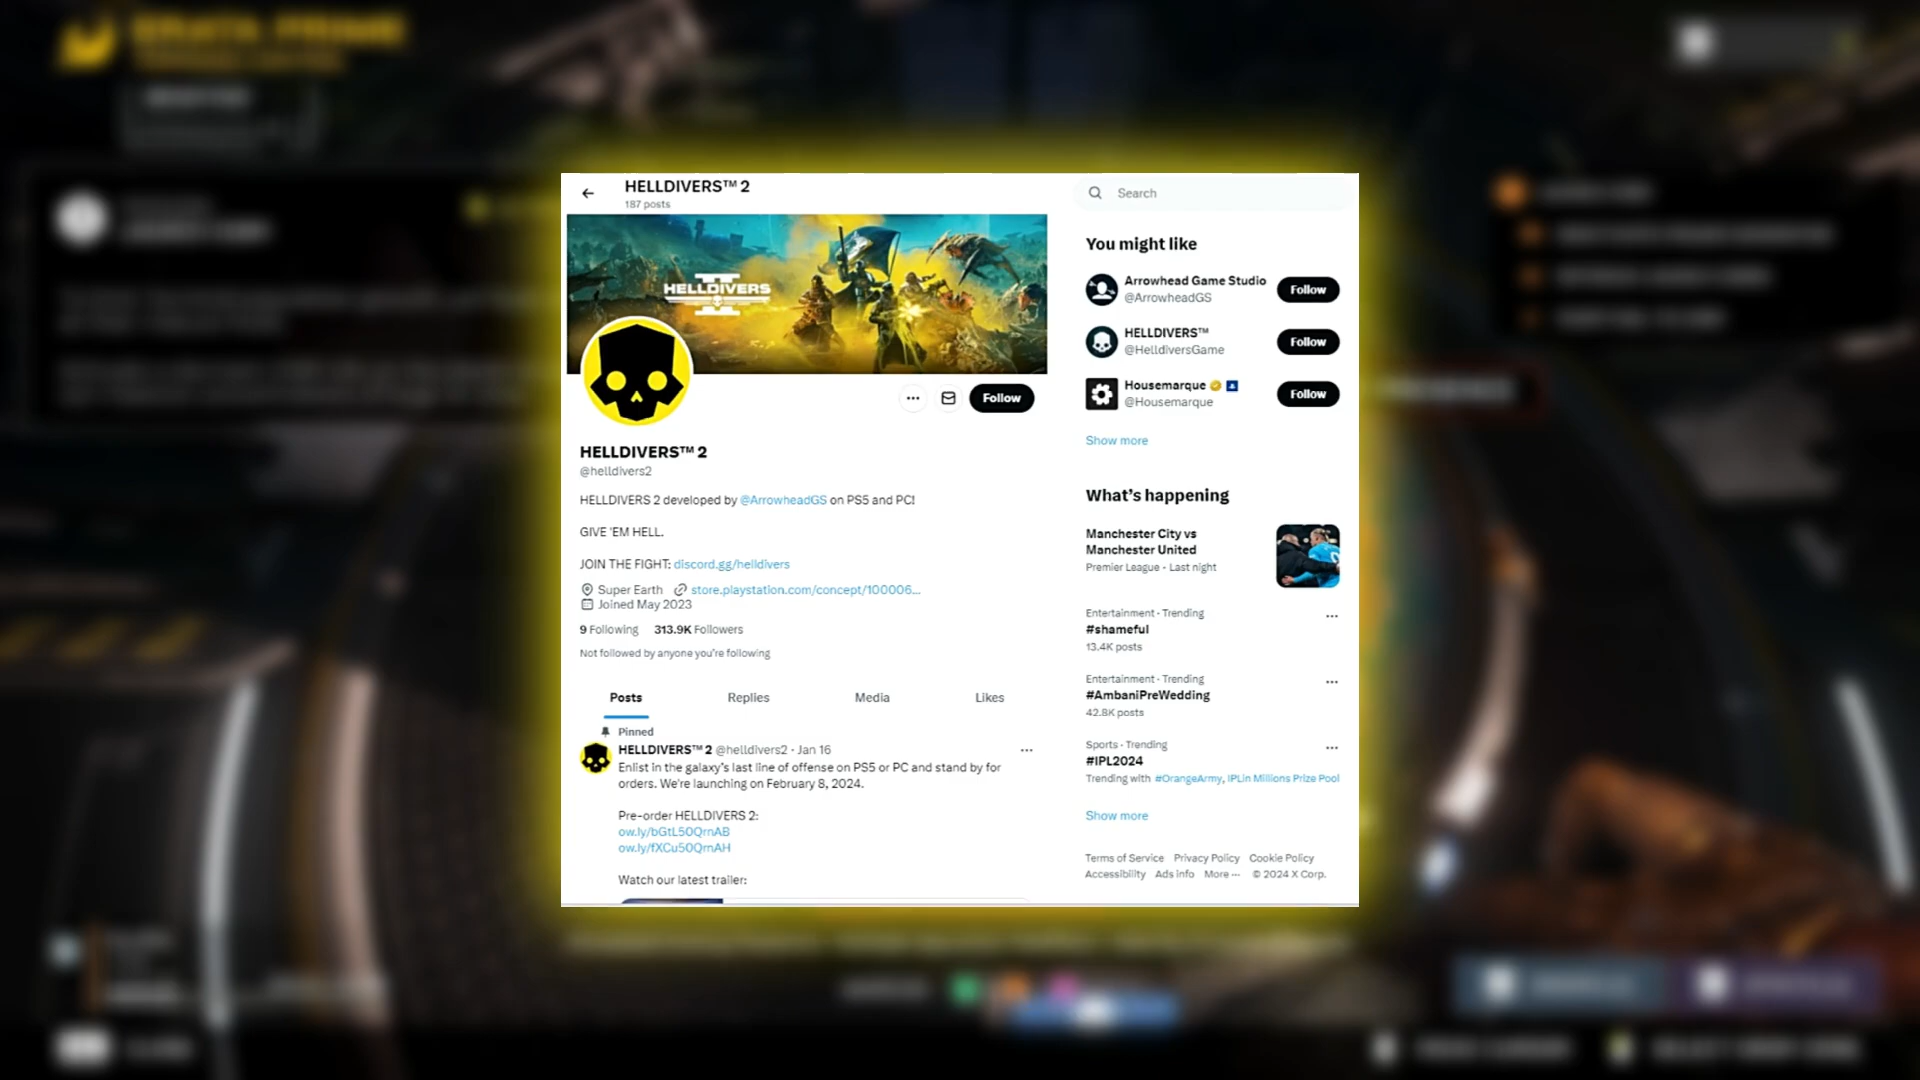 HELLDIVERS™ 2
187 posts
Search
HELLDIVERS
II
Follow
HELLDIVERS™ 2
@helldivers2
HELLDIVERS 2 developed by @ArrowheadGS on PS5 and PC!
GIVE 'EM HELL.
JOIN THE FIGHT: discord.gg/helldivers
Super Earth store.playstation.com/concept/100006...
Joined May 2023
9 Following 313.9K Followers
Not followed by anyone you're following
Posts Replies Media Likes
Pinned
HELLDIVERS™ 2 @helldivers2 · Jan 16
Enlist in the galaxy's last line of offense on PS5 or PC and stand by for
orders. We're launching on February 8, 2024.
Pre-order HELLDIVERS 2:
ow.ly/bGtL50QrnAB
ow.ly/fXCu50QrnAH
Watch our latest trailer:
You might like
Arrowhead Game Studio
@ArrowheadGS
Follow
HELLDIVERS™
@HelldiversGame
Follow
Housemarque
@Housemarque
Follow
Show more
What's happening
Manchester City vs
Manchester United
Premier League · Last night
Entertainment · Trending
#shameful
13.4K posts
Entertainment · Trending
#AmbaniPreWedding
42.8K posts
Sports · Trending
#IPL2024
Trending with #OrangeArmy, IPLin Millions Prize Pool
Show more
Terms of Service Privacy Policy Cookie Policy
Accessibility Ads info More ··· © 2024 X Corp.